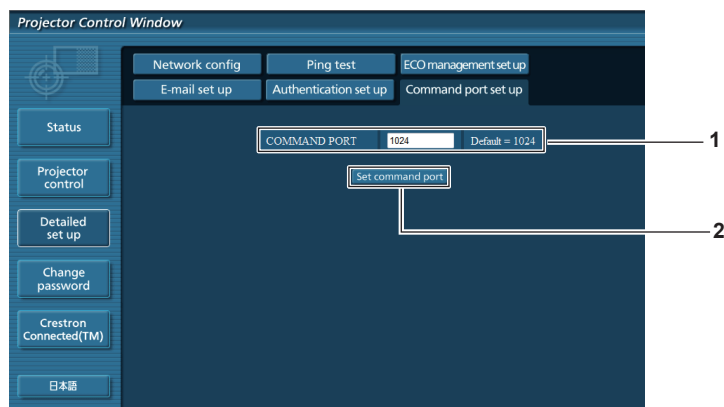 Projector Control Window
Network config
Ping test
ECO management set up
E-mail set up
Authentication set up
Command port set up
Status
Projector
control
Detailed
set up
Change
password
Crestron
Connected(TM)
日本語
COMMAND PORT 1024 Default = 1024
Set command port
1
2